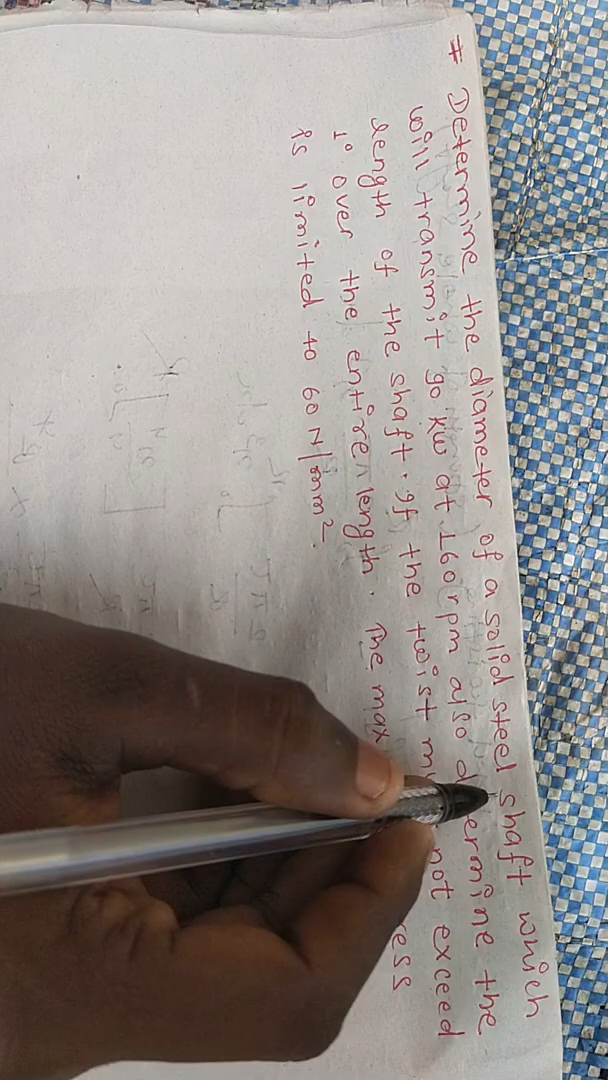 * Determine the diameter of a solid steel shaft which
will transmit 90 kw at 160 rpm also determine the
length of the shaft. If the twist must not exceed
1° over the entire length. The max stress
is limited to 60 N/mm².